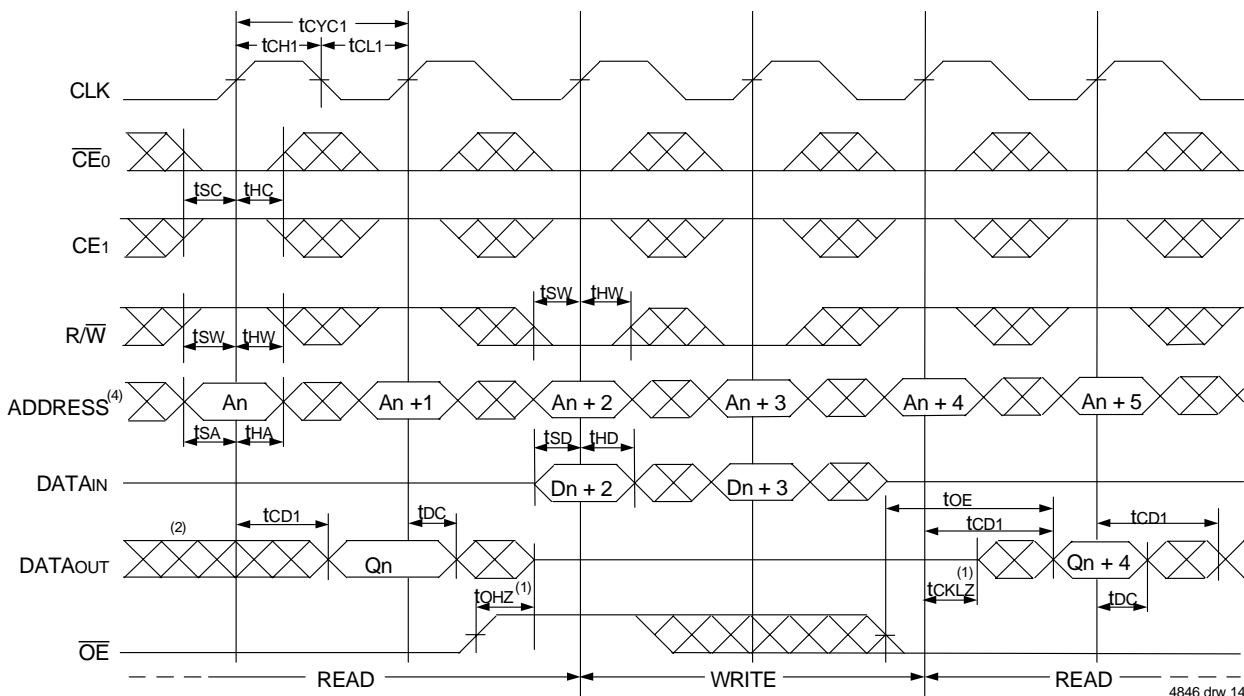 tCYC1
tCH1 tCL1
CLK
CE0
tSC tHC
CE1
tSW tHW
R/W
tSW tHW
ADDRESS(4) An An +1 An + 2 An + 3 An + 4 An + 5
tSA tHA tSD tHD
DATAIN Dn + 2 Dn + 3
tOE
(2) tCD1 tDC tCD1 tCD1
DATAOUT Qn Qn + 4
tOHZ(1) tCKLZ(1) tDC
OE
READ WRITE READ
4846 drw 14